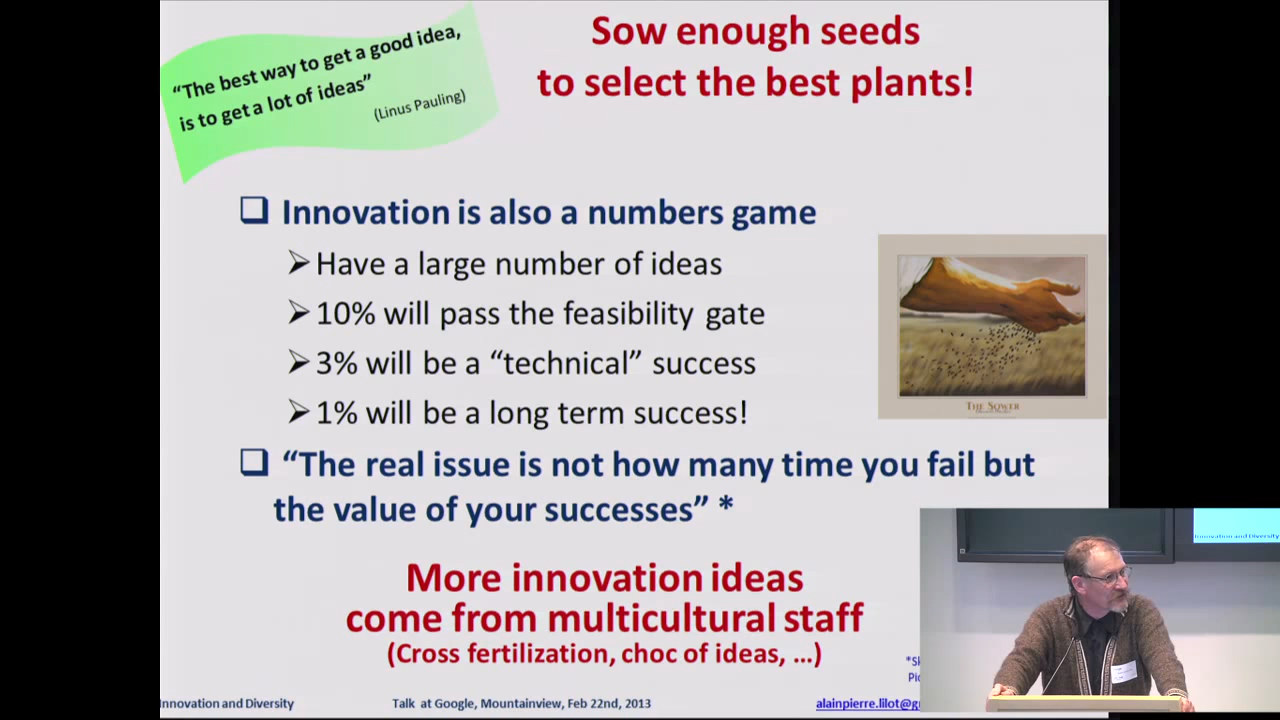 “The best way to get a good idea,
is to get a lot of ideas”
(Linus Pauling)
Sow enough seeds
to select the best plants!
Innovation is also a numbers game
Have a large number of ideas
10% will pass the feasibility gate
3% will be a “technical” success
1% will be a long term success!
“The real issue is not how many time you fail but
the value of your successes” *
THE SOWER
More innovation ideas
come from multicultural staff
(Cross fertilization, choc of ideas, …)
Innovation and Diversity
Talk at Google, Mountainview, Feb 22nd, 2013
Innovation and Diversity